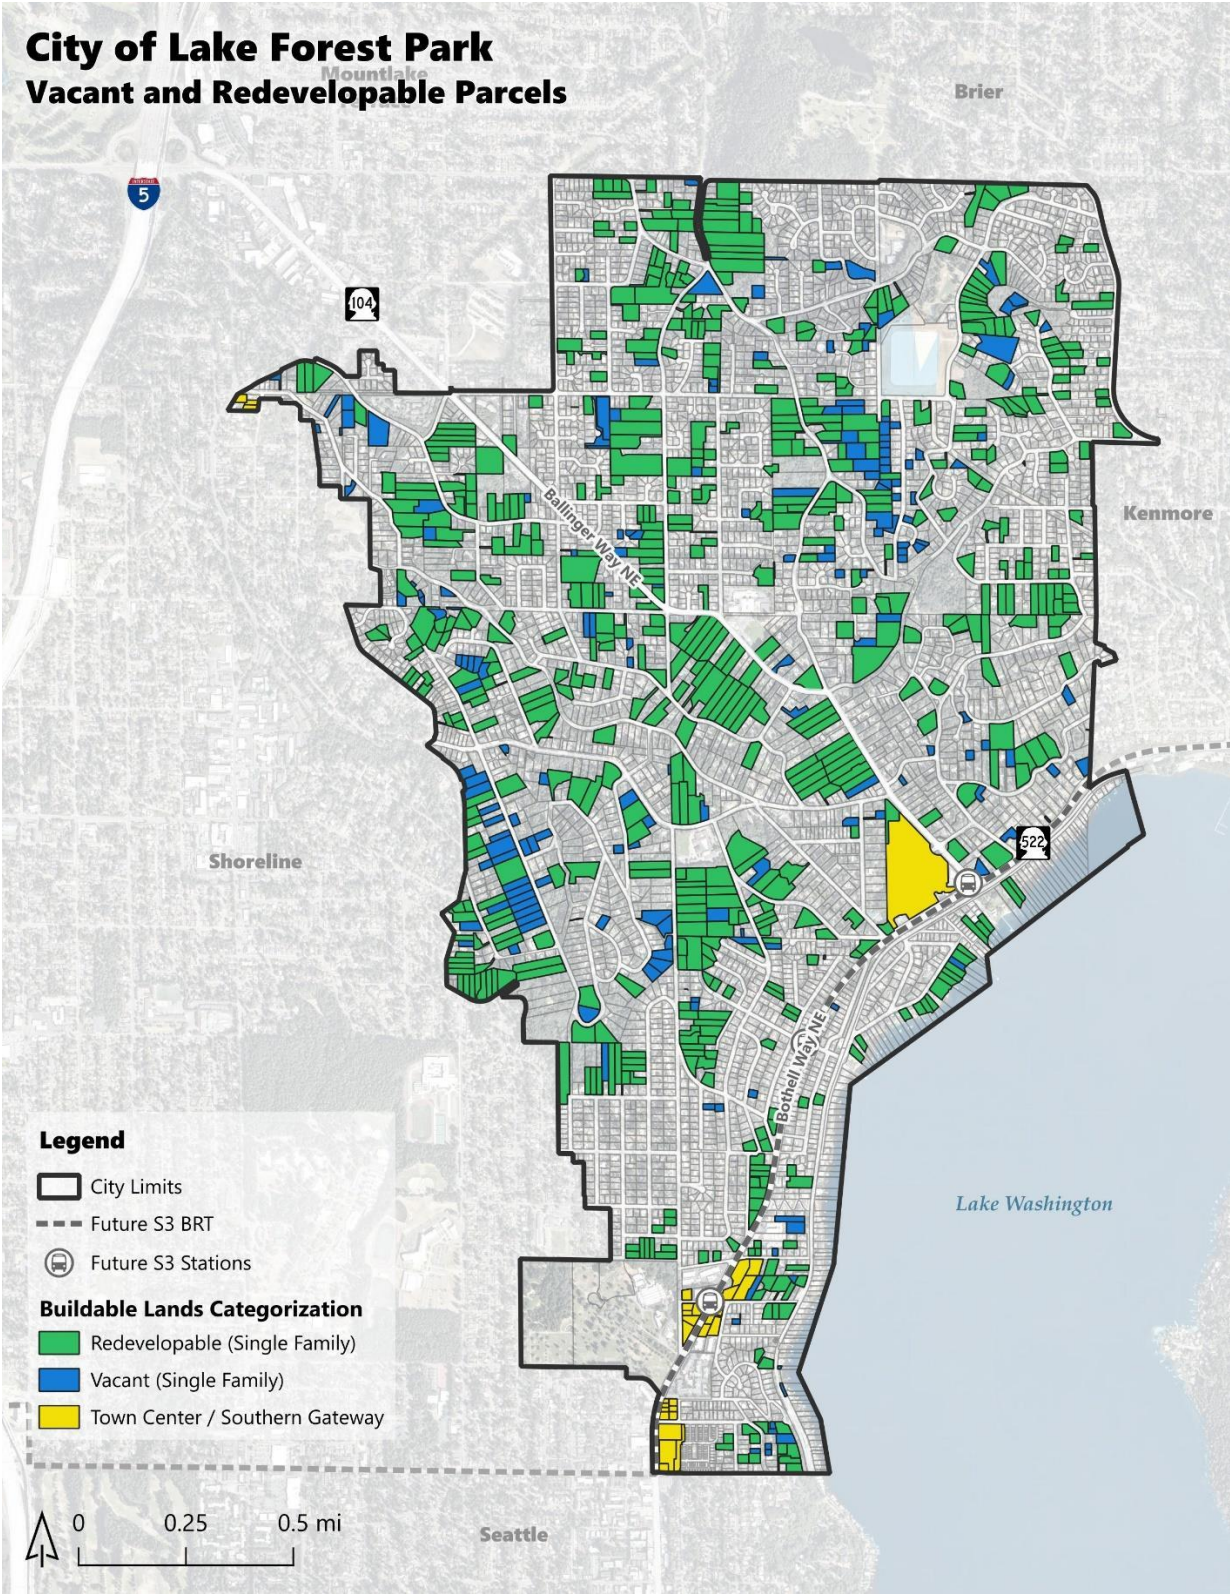 City of Lake Forest Park
Vacant and Redevelopable Parcels
Mountlake
Brier
INTERSTATE
5
104
Kenmore
Ballinger Way NE
Shoreline
522
Bothell Way NE
Lake Washington
Legend
City Limits
Future S3 BRT
Future S3 Stations
Buildable Lands Categorization
Redevelopable (Single Family)
Vacant (Single Family)
Town Center / Southern Gateway
0 0.25 0.5 mi
Seattle